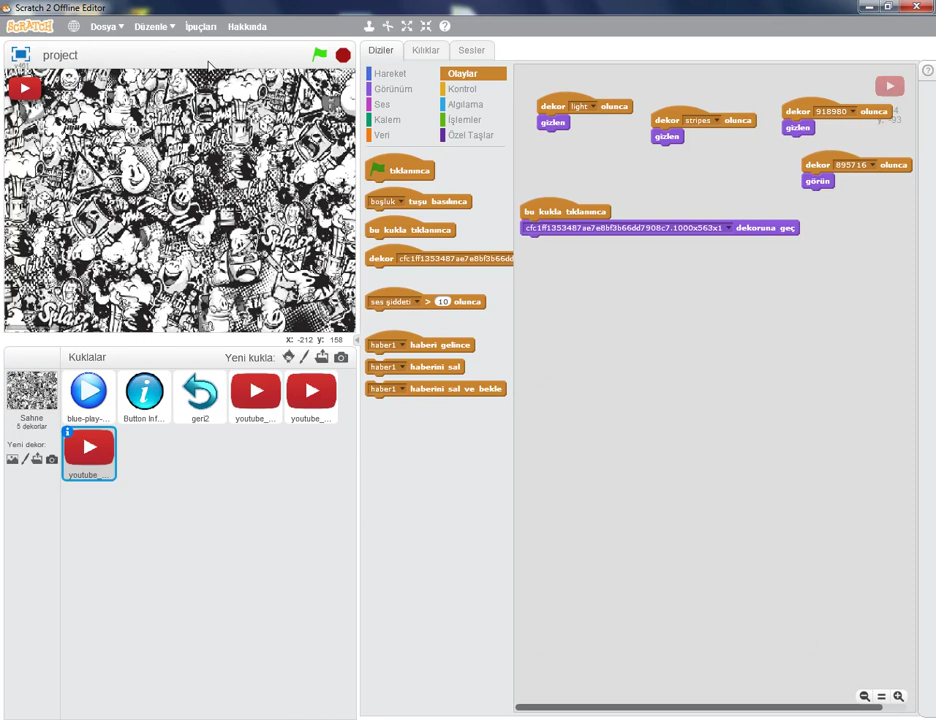 Scratch 2 Offline Editor
SCRATCH Dosya Düzenle İpuçları Hakkında
project
v461
x: -212 y: 158
Kuklalar Yeni kukla:
Sahne
5 dekorlar
Yeni dekor:
blue-play-... Button Inf... geri2 youtube_... youtube_...
youtube_...
Diziler Kılıklar Sesler
Hareket Olaylar
Görünüm Kontrol
Ses Algılama
Kalem İşlemler
Veri Özel Taşlar
tıklanınca
boşluk tuşu basılınca
bu kukla tıklanınca
dekor cfc1ff1353487ae7e8bf3b66dd
ses şiddeti > 10 olunca
haber1 haberi gelince
haber1 haberini sal
haber1 haberini sal ve bekle
dekor light olunca
gizlen
dekor stripes olunca
gizlen
dekor 918980 olunca
gizlen
y: -93
dekor 895716 olunca
görün
bu kukla tıklanınca
cfc1ff1353487ae7e8bf3b66dd7908c7.1000x563x1 dekoruna geç